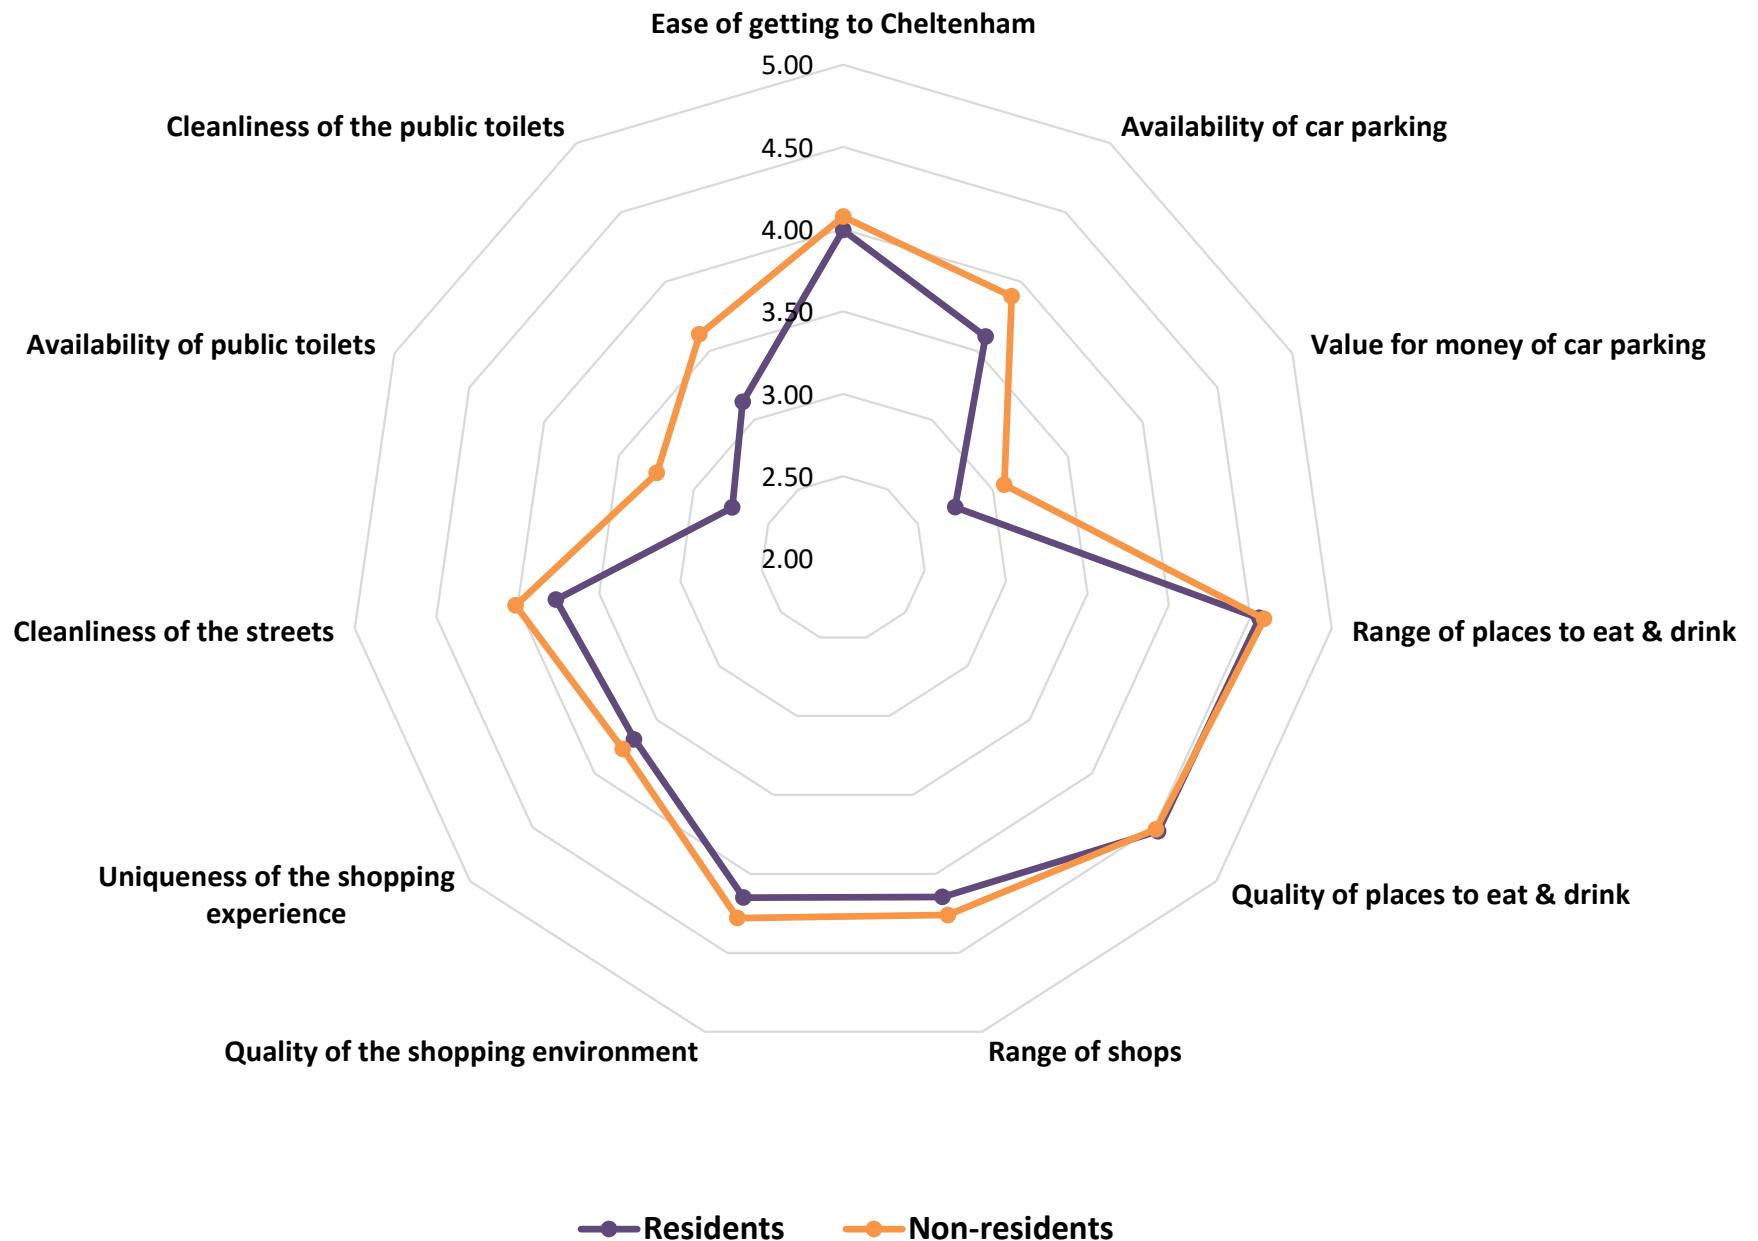 Ease of getting to Cheltenham
5.00
Cleanliness of the public toilets
Availability of car parking
4.50
4.00
3.50
Availability of public toilets
Value for money of car parking
3.00
2.50
2.00
Cleanliness of the streets
Range of places to eat & drink
Uniqueness of the shopping
experience
Quality of places to eat & drink
Quality of the shopping environment
Range of shops
Residents
Non-residents